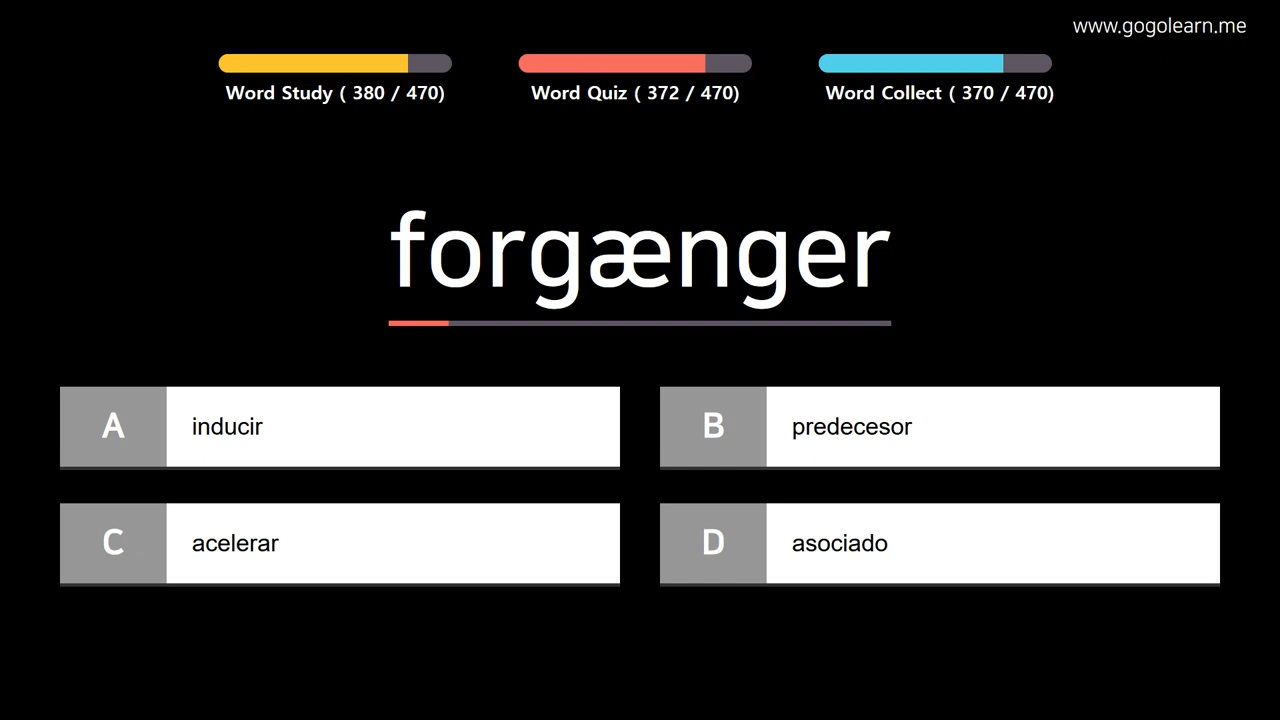 www.gogolearn.me
Word Study ( 380 / 470)
Word Quiz ( 372 / 470)
Word Collect ( 370 / 470)
forgænger
A
inducir
B
predecesor
C
acelerar
D
asociado